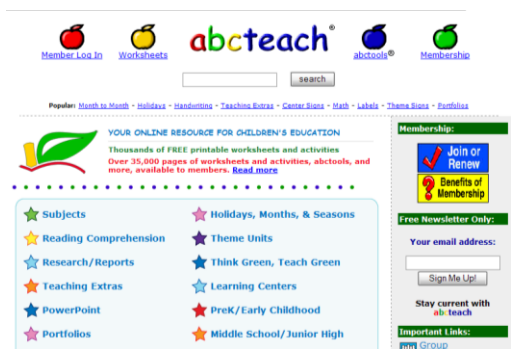 abcteach®
Member Log In
Worksheets
abctools®
Membership
search
Popular: Month to Month - Holidays - Handwriting - Teaching Extras - Center Signs - Math - Labels - Theme Signs - Portfolios
YOUR ONLINE RESOURCE FOR CHILDREN'S EDUCATION
Thousands of FREE printable worksheets and activities
Over 35,000 pages of worksheets and activities, abctools, and
more, available to members. Read more
Subjects
Reading Comprehension
Research/Reports
Teaching Extras
PowerPoint
Portfolios
Holidays, Months, & Seasons
Theme Units
Think Green, Teach Green
Learning Centers
PreK/Early Childhood
Middle School/Junior High
Membership:
Join or
Renew
Benefits of
Membership
Free Newsletter Only:
Your email address:
Sign Me Up!
Stay current with
abcteach
Important Links:
Group